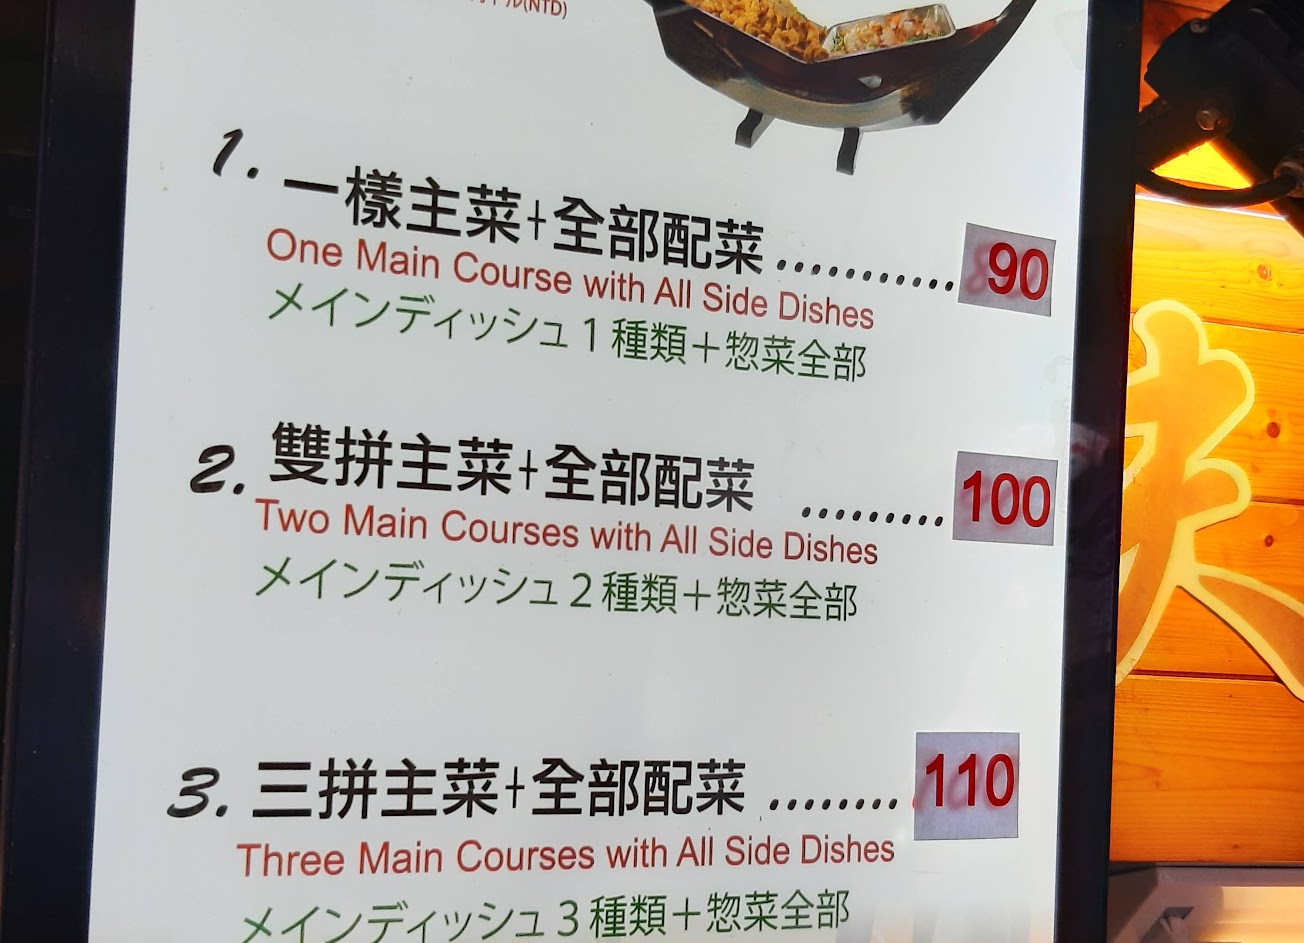 ル(NTD)
1. 一樣主菜+全部配菜........... 90
One Main Course with All Side Dishes
メインディッシュ1種類+惣菜全部
2. 雙拼主菜+全部配菜 ......... 100
Two Main Courses with All Side Dishes
メインディッシュ2種類+惣菜全部
3. 三拼主菜+全部配菜 ........ 110
Three Main Courses with All Side Dishes
メインディッシュ3種類+惣菜全部